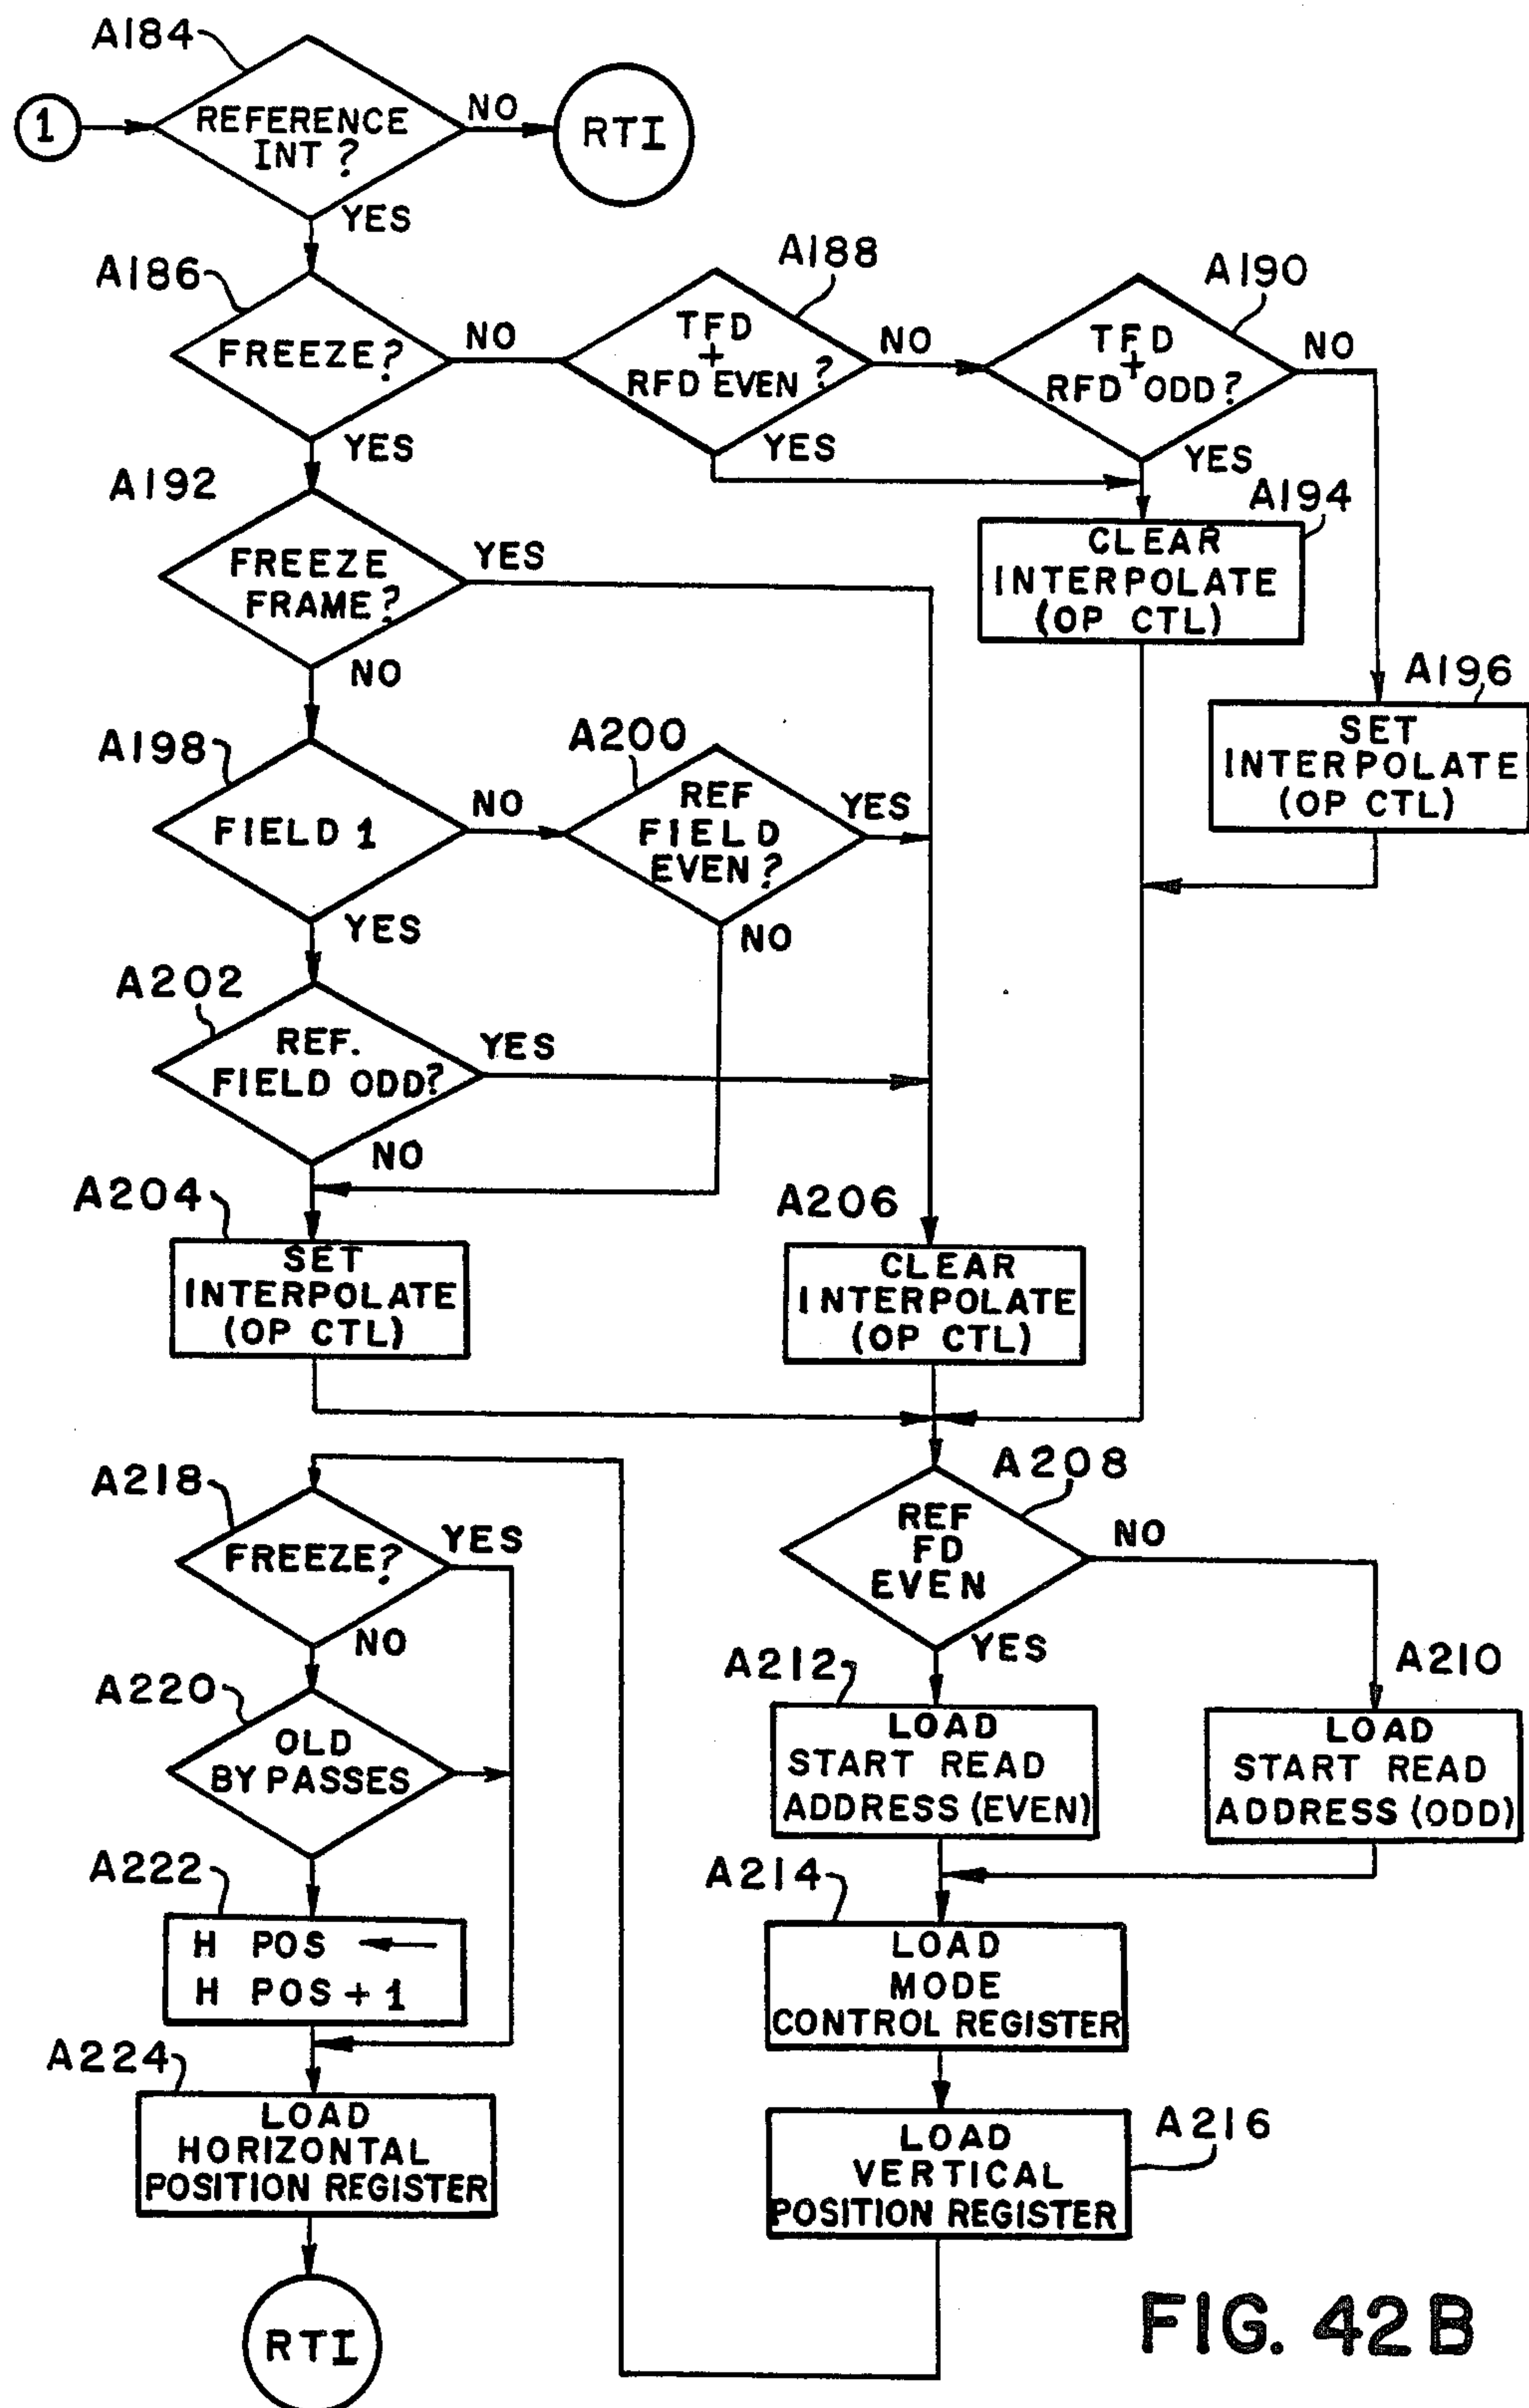 A184
1
REFERENCE
INT?
NO
RTI
YES
A186
FREEZE?
NO
A188
TFD
+
RFD EVEN?
NO
YES
A190
TFD
+
RFD ODD?
NO
YES
YES
A192
FREEZE
FRAME?
YES
NO
A194
CLEAR
INTERPOLATE
(OP CTL)
A196
SET
INTERPOLATE
(OP CTL)
A198
FIELD 1
NO
YES
A200
REF
FIELD
EVEN?
YES
NO
A202
REF.
FIELD ODD?
YES
NO
A204
SET
INTERPOLATE
(OP CTL)
A206
CLEAR
INTERPOLATE
(OP CTL)
A208
REF
FD
EVEN
NO
YES
A210
LOAD
START READ
ADDRESS (ODD)
A212
LOAD
START READ
ADDRESS (EVEN)
A214
LOAD
MODE
CONTROL REGISTER
A216
LOAD
VERTICAL
POSITION REGISTER
A218
FREEZE?
YES
NO
A220
OLD
BY PASSES
A222
H POS ←
H POS + 1
A224
LOAD
HORIZONTAL
POSITION REGISTER
RTI
FIG. 42B